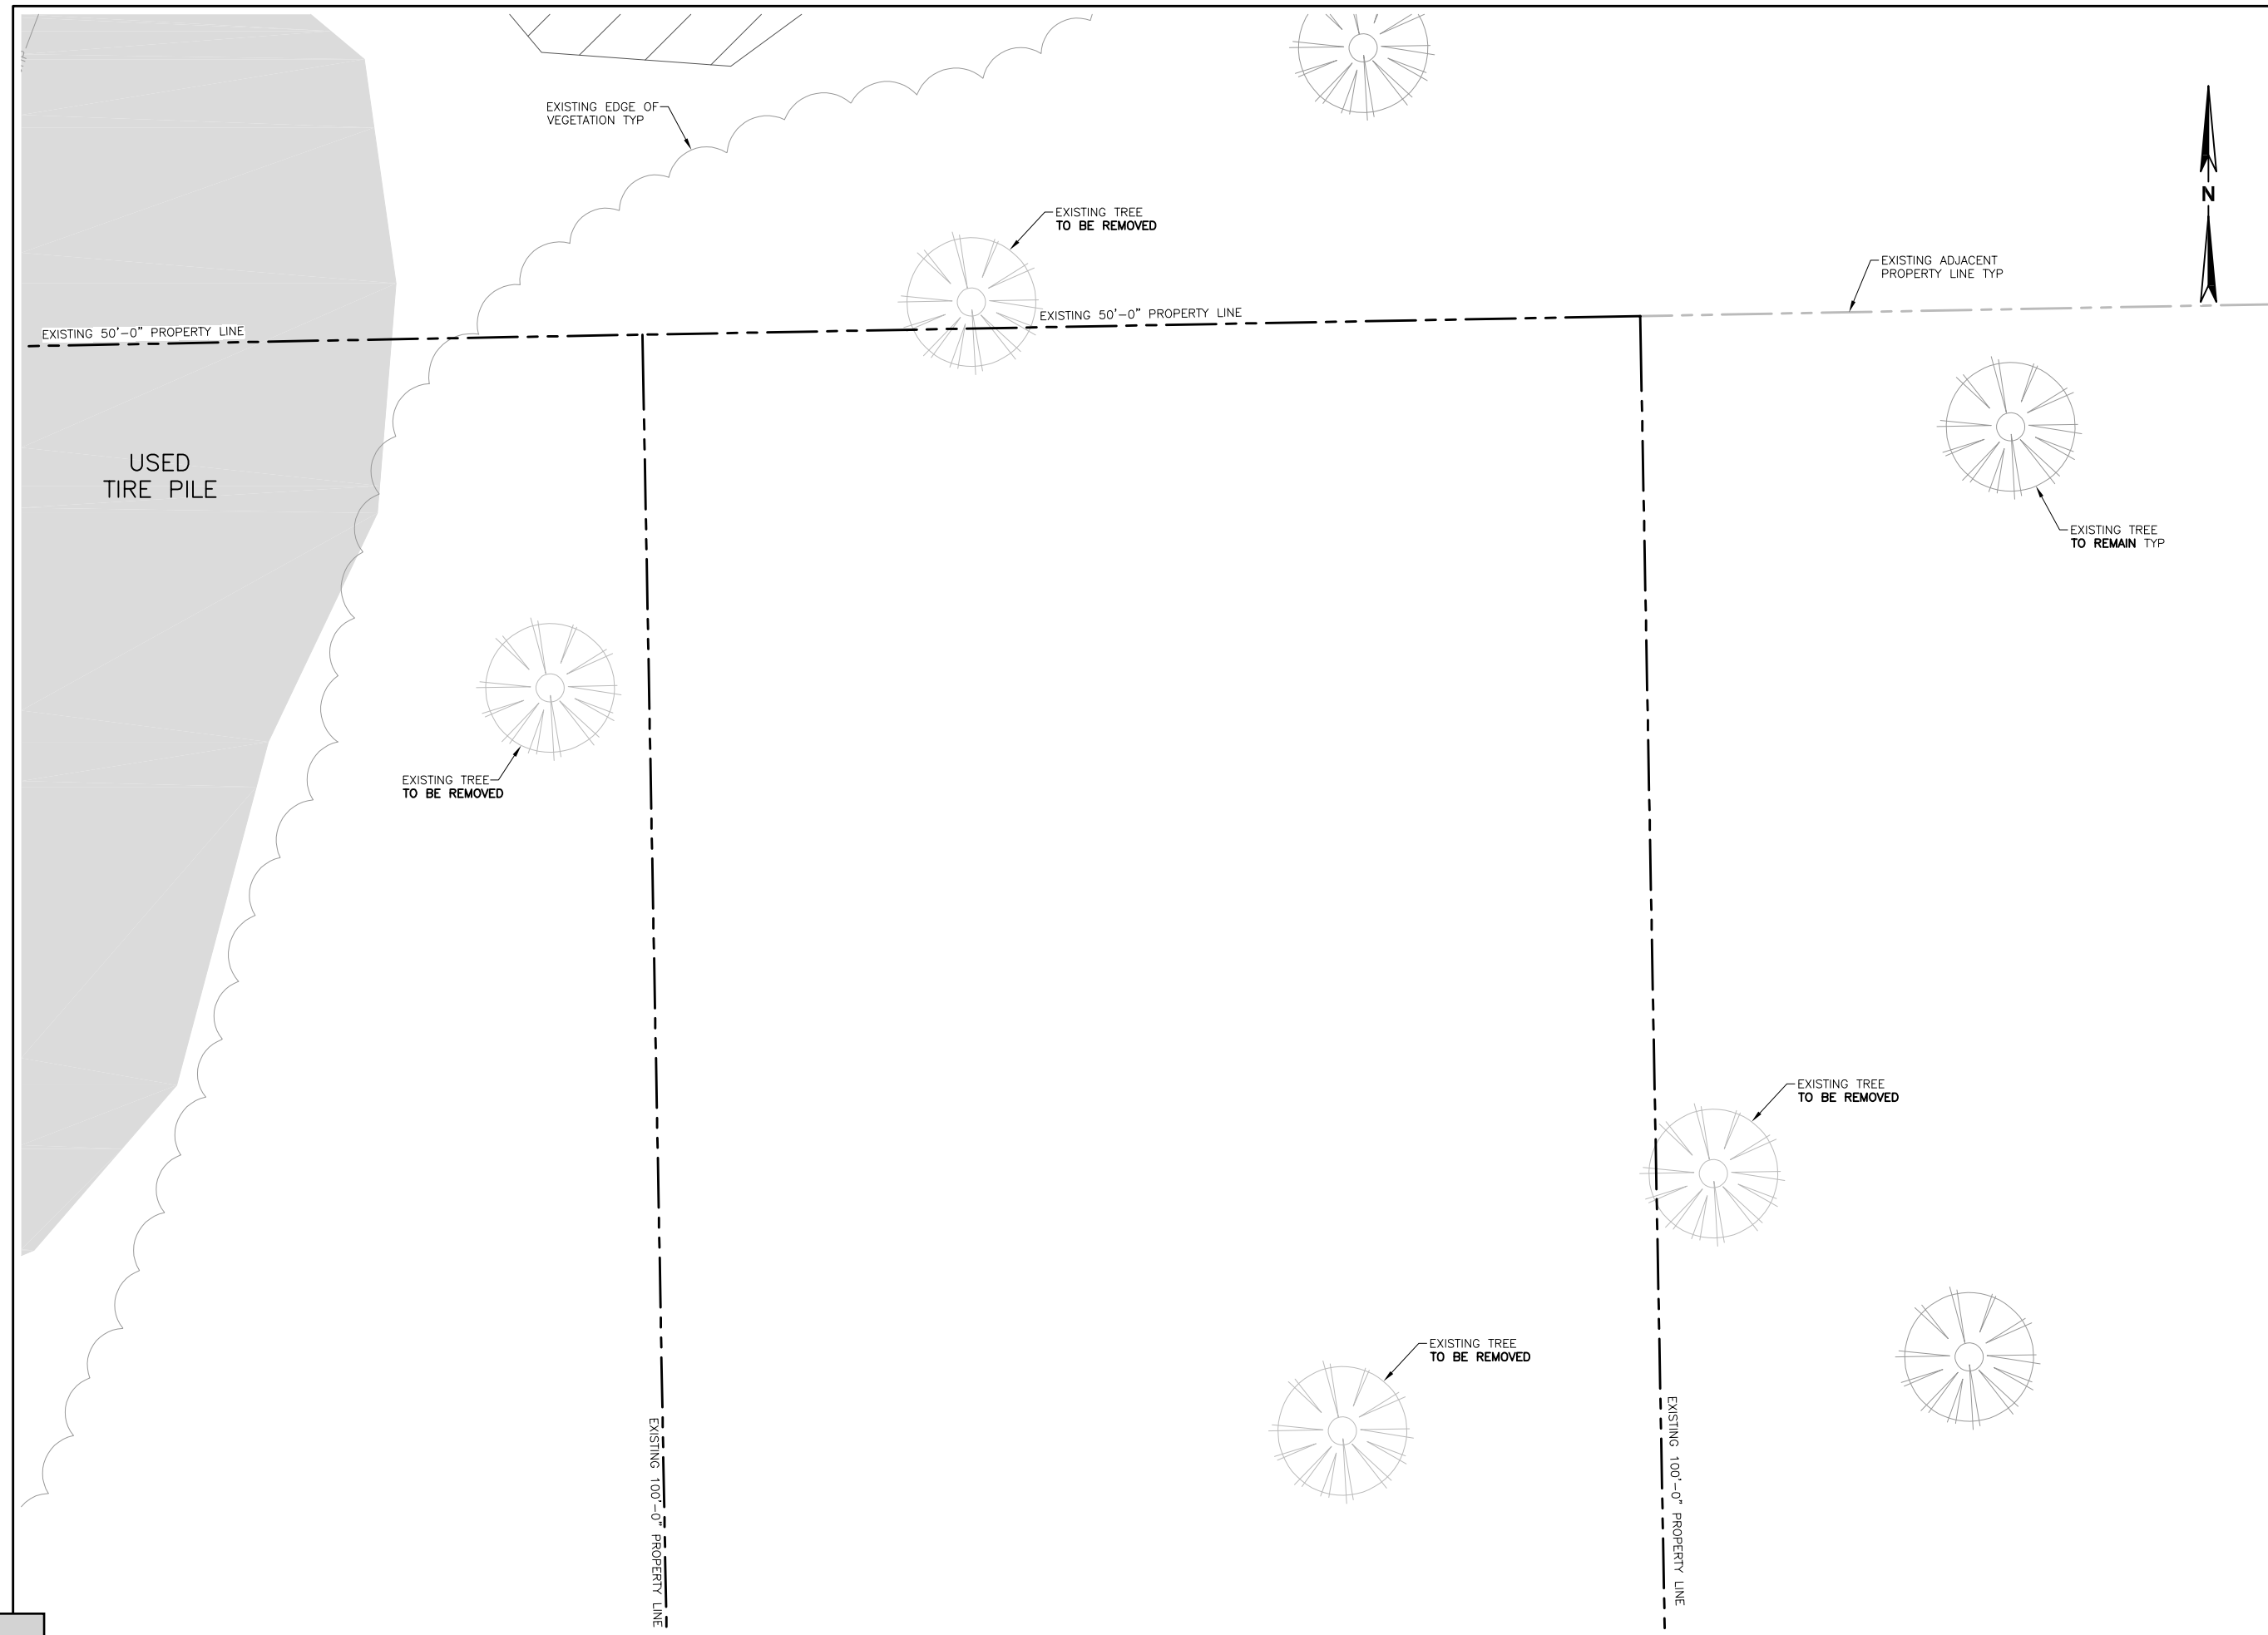 EXISTING EDGE OF
VEGETATION TYP
N
EXISTING TREE
TO BE REMOVED
EXISTING ADJACENT
PROPERTY LINE TYP
EXISTING 50'-0" PROPERTY LINE
EXISTING 50'-0" PROPERTY LINE
USED
TIRE PILE
EXISTING TREE
TO REMAIN TYP
EXISTING TREE
TO BE REMOVED
EXISTING TREE
TO BE REMOVED
EXISTING TREE
TO BE REMOVED
EXISTING 100'-0" PROPERTY LINE
EXISTING 100'-0" PROPERTY LINE